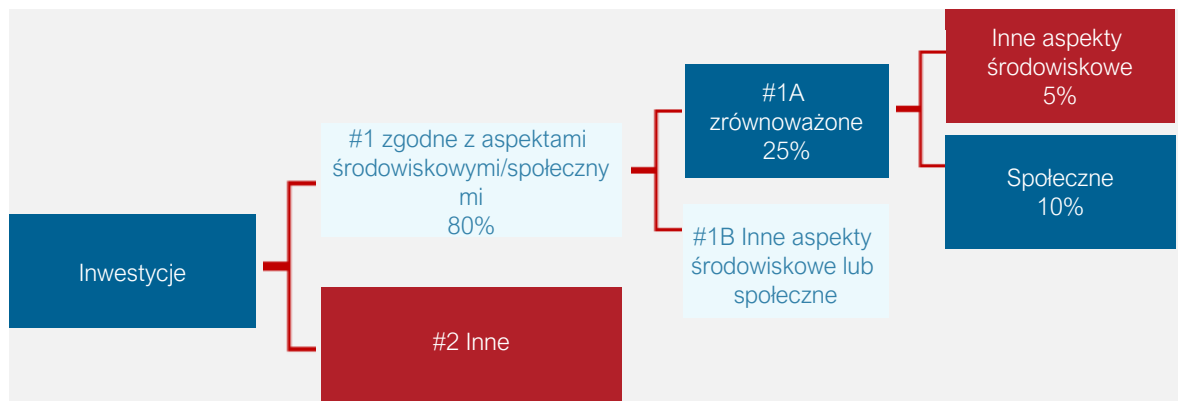 Inwestycje
#1 zgodne z aspektami
środowiskowymi/społeczny
mi
80%
#2 Inne
#1A
zrównoważone
25%
#1B Inne aspekty
środowiskowe lub
społeczne
Inne aspekty
środowiskowe
5%
Społeczne
10%